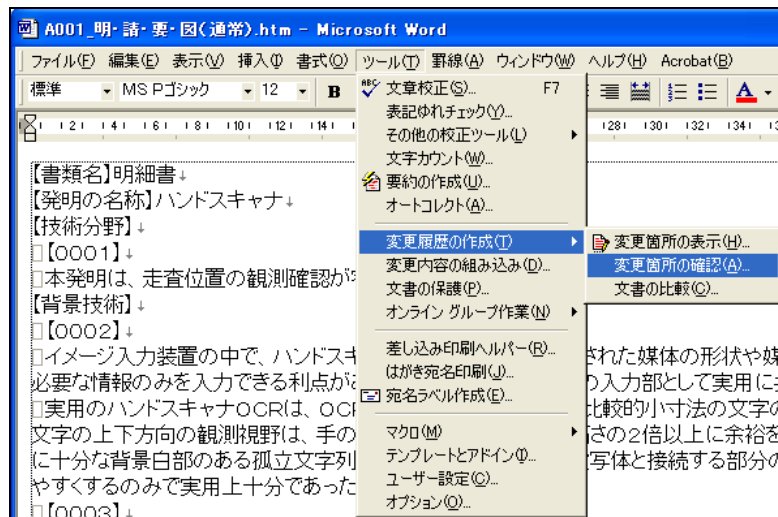 A001_明・請・要・図(通常).htm - Microsoft Word
ファイル(F) 編集(E) 表示(V) 挿入(I) 書式(O) ツール(T) 罫線(A) ウィンドウ(W) ヘルプ(H) Acrobat(B)
標準 MS Pゴシック 12 B A
文章校正(S)... F7
表記ゆれチェック(Y)...
その他の校正ツール(L)
文字カウント(W)...
要約の作成(U)...
オートコレクト(A)...
変更履歴の作成(T)
変更箇所の表示(H)...
変更内容の組み込み(D)...
変更箇所の確認(A)...
文書の保護(P)...
文書の比較(C)...
オンライン グループ作業(N)
差し込み印刷ヘルパー(R)...
はがき宛名印刷(J)...
宛名ラベル作成(E)...
マクロ(M)
テンプレートとアドイン(I)...
ユーザー設定(C)...
オプション(O)...
2 4 6 8 10 12 14 28 30 32 34
【書類名】明細書↓
【発明の名称】ハンドスキャナ↓
【技術分野】↓
□【0001】↓
□本発明は、走査位置の観測確認が
【背景技術】↓
□【0002】↓
□イメージ入力装置の中で、ハンドスキ された媒体の形状や媒
必要な情報のみを入力できる利点が の入力部として実用に
□実用のハンドスキャナOCRは、OC 比較的小寸法の文字の
文字の上下方向の観測視野は、手の さの2倍以上に余裕を
に十分な背景白部のある孤立文字列 写体と接続する部分の
やすくするのみで実用上十分であった
□【0003】↓